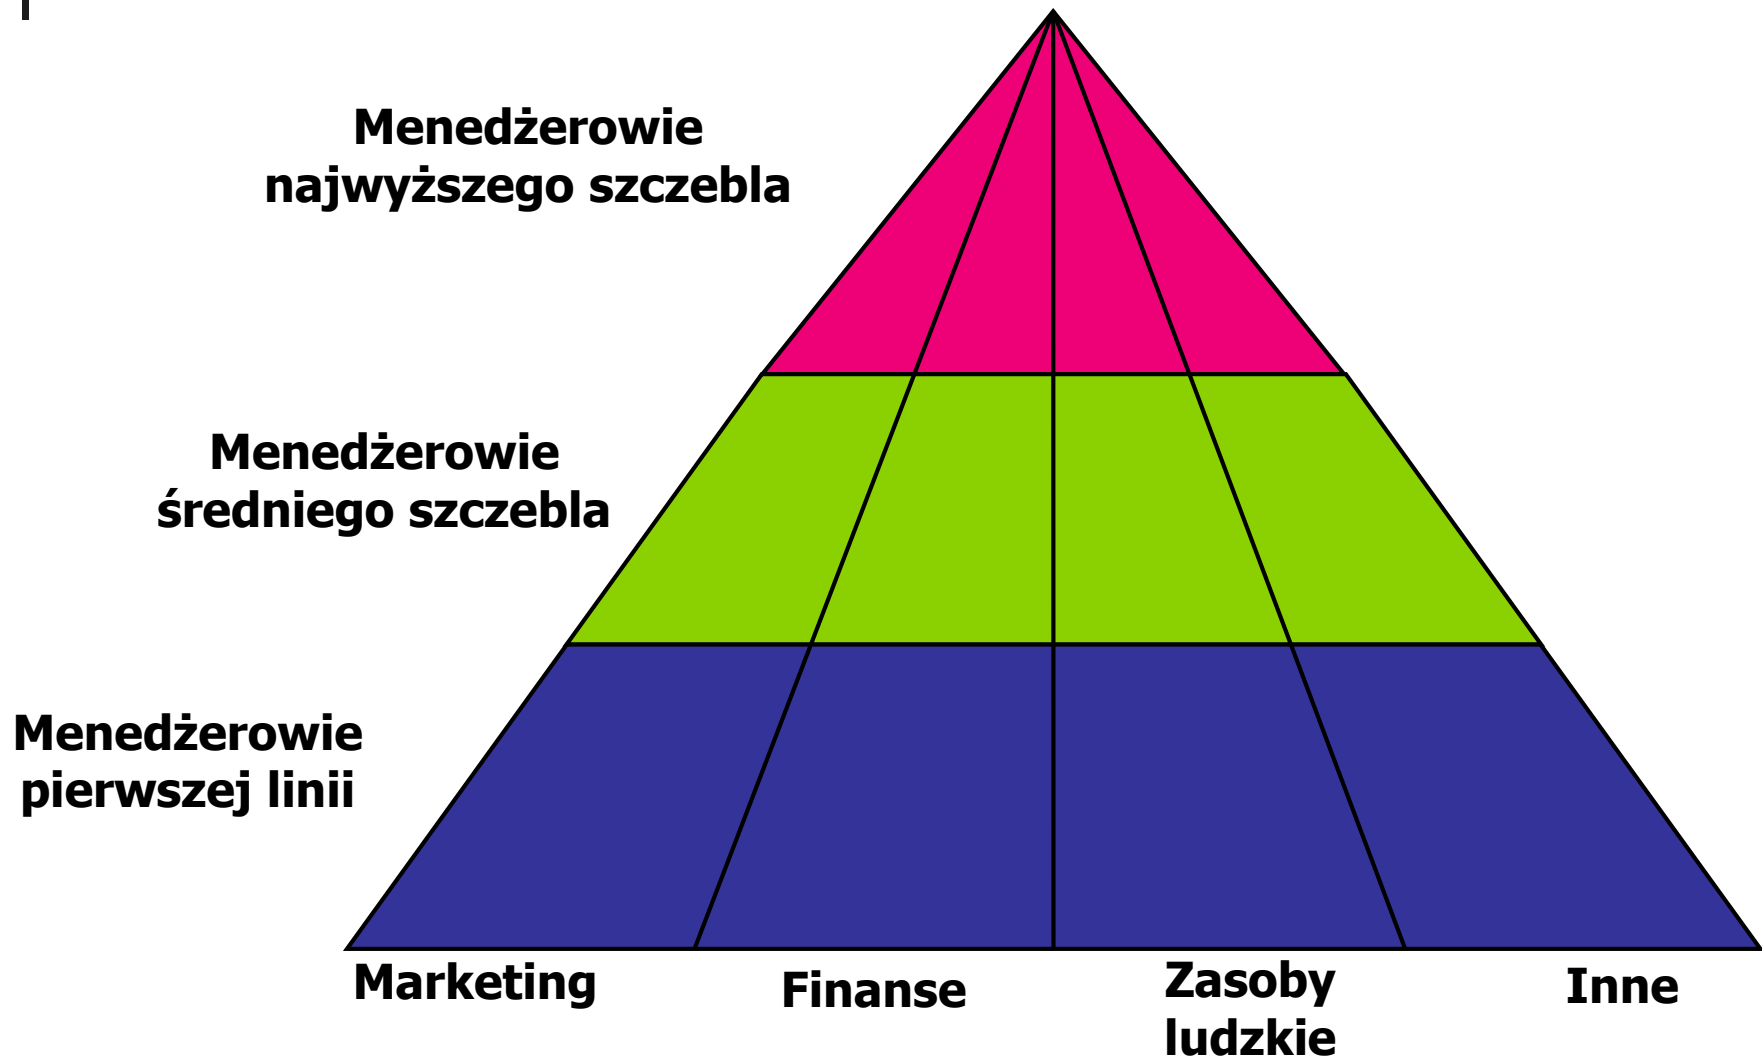 Menedżerowie
najwyższego szczebla
Menedżerowie
średniego szczebla
Menedżerowie
pierwszej linii
Marketing
Finanse
Zasoby
ludzkie
Inne